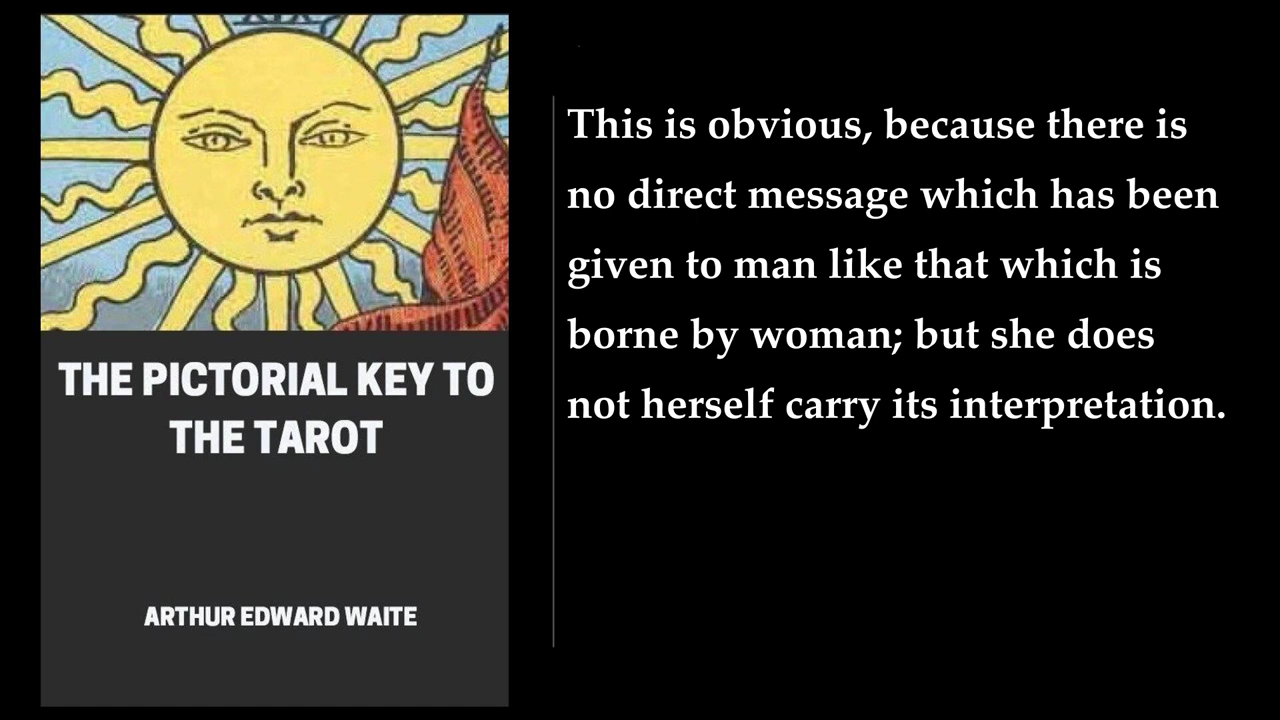 XIX
THE PICTORIAL KEY TO
THE TAROT
ARTHUR EDWARD WAITE
This is obvious, because there is
no direct message which has been
given to man like that which is
borne by woman; but she does
not herself carry its interpretation.